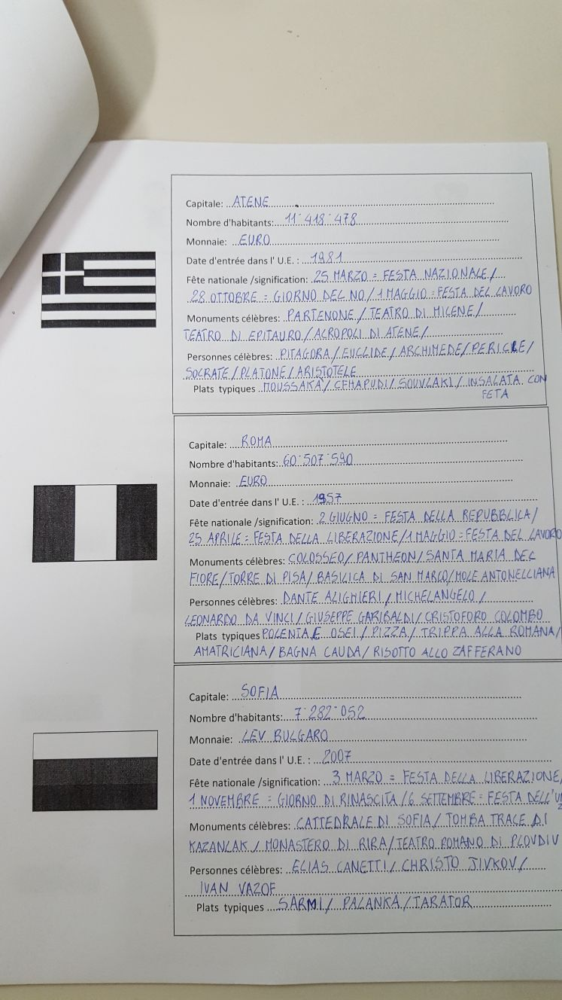 Capitale: ATENE
Nombre d'habitants: 11˙418˙478
Monnaie: EURO
Date d'entrée dans l' U.E. : 1981
Fête nationale /signification: 25 MARZO = FESTA NAZIONALE/
28 OTTOBRE = GIORNO DEL NO/1 MAGGIO = FESTA DEL LAVORO
Monuments célèbres: PARTENONE/TEATRO DI MILENE/
TEATRO DI EPITAURO/ACROPOLI DI ATENE/
Personnes célèbres: PITAGORA/EUCLIDE/ARCHIMEDE/PERICLE/
SOCRATE/PLATONE/ARISTOTELE
Plats typiques MOUSSAKA/ /SOUVLAKI/INSALATA CON
FETA
Capitale: ROMA
Nombre d'habitants: 60˙507˙590
Monnaie: EURO
Date d'entrée dans l' U.E. : 1957
Fête nationale /signification: 2 GIUGNO = FESTA DELLA REPUBBLICA/
25 APRILE = FESTA DELLA LIBERAZIONE/1 MAGGIO = FESTA DEL LAVORO
Monuments célèbres: COLOSSEO/PANTHEON/SANTA MARIA DEL
FIORE/TORRE DI PISA/BASILICA DI SAN MARCO/MOLE ANTONELLIANA
Personnes célèbres: DANTE ALIGHIERI/MICHELANGELO/
LEONARDO DA VINCI/GIUSEPPE GARIBALDI/CRISTOFORO COLOMBO
Plats typiques POLENTA E OSEI/PIZZA/TRIPPA ALLA ROMANA/
AMATRICIANA/BAGNA CAUDA/RISOTTO ALLO ZAFFERANO
Capitale: SOFIA
Nombre d'habitants: 7˙282˙052
Monnaie: LEV BULGARO
Date d'entrée dans l' U.E. : 2007
Fête nationale /signification: 3 MARZO = FESTA DELLA LIBERAZIONE/
1 NOVEMBRE = GIORNO DI RINASCITA/6 SETTEMBRE = FESTA
Monuments célèbres: CATTEDRALE DI SOFIA/TOMBA TRACE DI
KAZANLAK/MONASTERO DI RIRA/TEATRO ROMANO DI PLOVDIV
Personnes célèbres: ELIAS CANETTI/CHRISTO JIVKOV/
IVAN VAZOF
Plats typiques SARMI/PALANKA/TARATOR